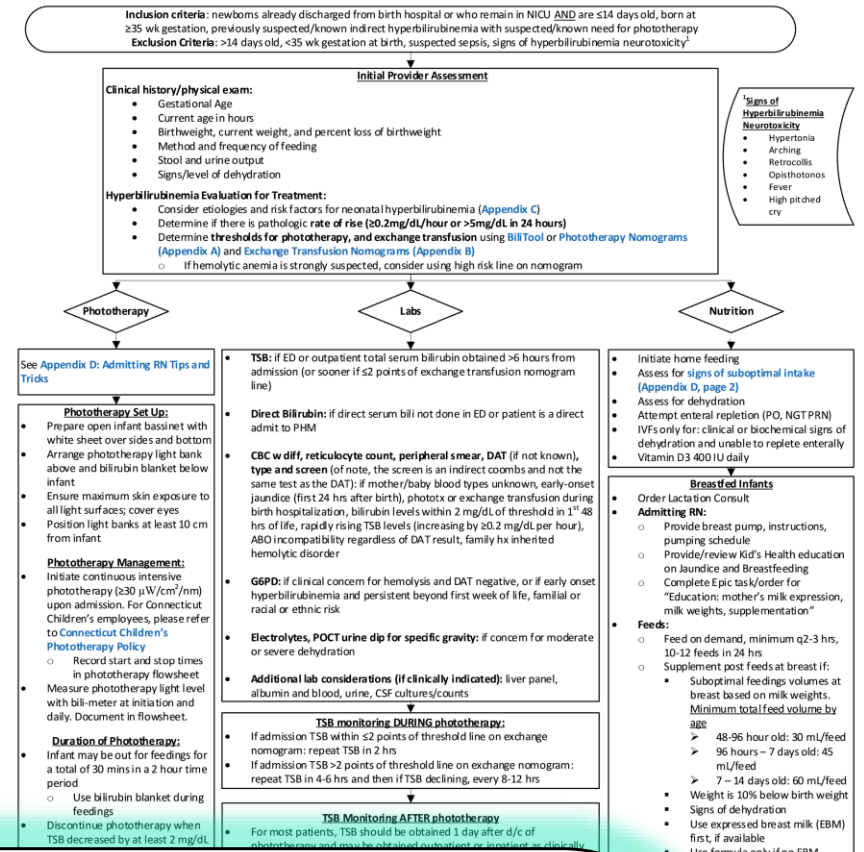 Inclusion criteria: newborns already discharged from birth hospital or who remain in NICU AND are ≤14 days old, born at
≥35 wk gestation, previously suspected/known indirect hyperbilirubinemia with suspected/known need for phototherapy
Exclusion Criteria: >14 days old, <35 wk gestation at birth, suspected sepsis, signs of hyperbilirubinemia neurotoxicity¹
Initial Provider Assessment
Clinical history/physical exam:
• Gestational Age
• Current age in hours
• Birthweight, current weight, and percent loss of birthweight
• Method and frequency of feeding
• Stool and urine output
• Signs/level of dehydration
Hyperbilirubinemia Evaluation for Treatment:
• Consider etiologies and risk factors for neonatal hyperbilirubinemia (Appendix C)
• Determine if there is pathologic rate of rise (≥0.2mg/dL/hour or >5mg/dL in 24 hours)
• Determine thresholds for phototherapy, and exchange transfusion using BiliTool or Phototherapy Nomograms
(Appendix A) and Exchange Transfusion Nomograms (Appendix B)
○ If hemolytic anemia is strongly suspected, consider using high risk line on nomogram
¹Signs of
Hyperbilirubinemia
Neurotoxicity
• Hypertonia
• Arching
• Retrocollis
• Opisthotonos
• Fever
• High pitched
cry
Phototherapy
See Appendix D: Admitting RN Tips and
Tricks
Phototherapy Set Up:
• Prepare open infant bassinet with
white sheet over sides and bottom
• Arrange phototherapy light bank
above and bilirubin blanket below
infant
• Ensure maximum skin exposure to
all light surfaces; cover eyes
• Position light banks at least 10 cm
from infant
Phototherapy Management:
• Initiate continuous intensive
phototherapy (≥30 µW/cm²/nm)
upon admission. For Connecticut
Children's employees, please refer
to Connecticut Children's
Phototherapy Policy
○ Record start and stop times
in phototherapy flowsheet
• Measure phototherapy light level
with bili-meter at initiation and
daily. Document in flowsheet.
Duration of Phototherapy:
• Infant may be out for feedings for
a total of 30 mins in a 2 hour time
period
○ Use bilirubin blanket during
feedings
• Discontinue phototherapy when
TSB decreased by at least 2 mg/dL
Labs
• TSB: if ED or outpatient total serum bilirubin obtained >6 hours from
admission (or sooner if ≤2 points of exchange transfusion nomogram
line)
• Direct Bilirubin: if direct serum bili not done in ED or patient is a direct
admit to PHM
• CBC w diff, reticulocyte count, peripheral smear, DAT (if not known),
type and screen (of note, the screen is an indirect coombs and not the
same test as the DAT): if mother/baby blood types unknown, early-onset
jaundice (first 24 hrs after birth), phototx or exchange transfusion during
birth hospitalization, bilirubin levels within 2 mg/dL of threshold in 1st 48
hrs of life, rapidly rising TSB levels (increasing by ≥0.2 mg/dL per hour),
ABO incompatibility regardless of DAT result, family hx inherited
hemolytic disorder
• G6PD: if clinical concern for hemolysis and DAT negative, or if early onset
hyperbilirubinemia and persistent beyond first week of life, familial or
racial or ethnic risk
• Electrolytes, POCT urine dip for specific gravity: if concern for moderate
or severe dehydration
• Additional lab considerations (if clinically indicated): liver panel,
albumin and blood, urine, CSF cultures/counts
TSB monitoring DURING phototherapy:
• If admission TSB within ≤2 points of threshold line on exchange
nomogram: repeat TSB in 2 hrs
• If admission TSB >2 points of threshold line on exchange nomogram:
repeat TSB in 4-6 hrs and then if TSB declining, every 8-12 hrs
TSB Monitoring AFTER phototherapy
• For most patients, TSB should be obtained 1 day after d/c of
phototherapy and may be obtained outpatient or inpatient as clinically
Nutrition
• Initiate home feeding
• Assess for signs of suboptimal intake
(Appendix D, page 2)
• Assess for dehydration
• Attempt enteral repletion (PO, NGT PRN)
• IVFs only for: clinical or biochemical signs of
dehydration and unable to replete enterally
• Vitamin D3 400 IU daily
Breastfed Infants
• Order Lactation Consult
• Admitting RN:
○ Provide breast pump, instructions,
pumping schedule
○ Provide/review Kid's Health education
on Jaundice and Breastfeeding
○ Complete Epic task/order for
"Education: mother's milk expression,
milk weights, supplementation"
• Feeds:
○ Feed on demand, minimum q2-3 hrs,
10-12 feeds in 24 hrs
○ Supplement post feeds at breast if:
▪ Suboptimal feedings volumes at
breast based on milk weights.
Minimum total feed volume by
age
➢ 48-96 hour old: 30 mL/feed
➢ 96 hours – 7 days old: 45
mL/feed
➢ 7 – 14 days old: 60 mL/feed
▪ Weight is 10% below birth weight
▪ Signs of dehydration
▪ Use expressed breast milk (EBM)
first, if available
▪ Use formula only if no EBM